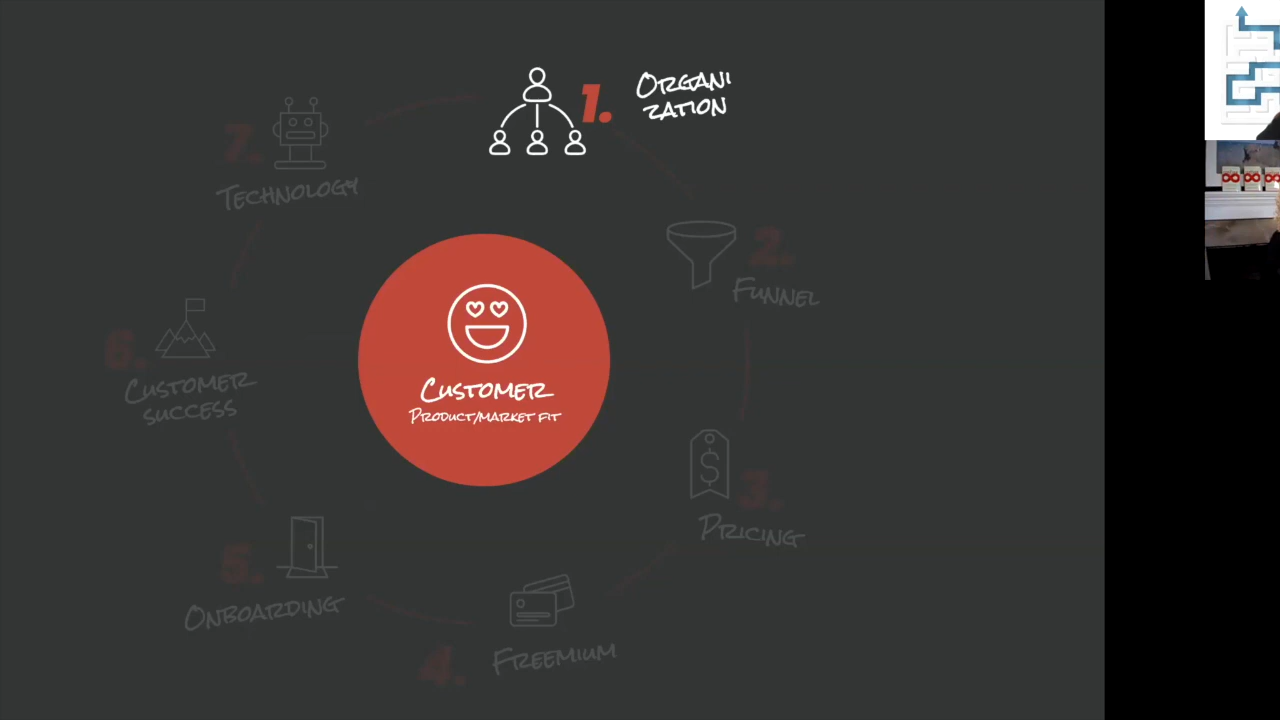 1.
ORGANI
ZATION
7.
TECHNOLOGY
2.
FUNNEL
CUSTOMER
PRODUCT/MARKET FIT
6.
CUSTOMER
SUCCESS
3.
$
PRICING
5.
ONBOARDING
4.
FREEMIUM